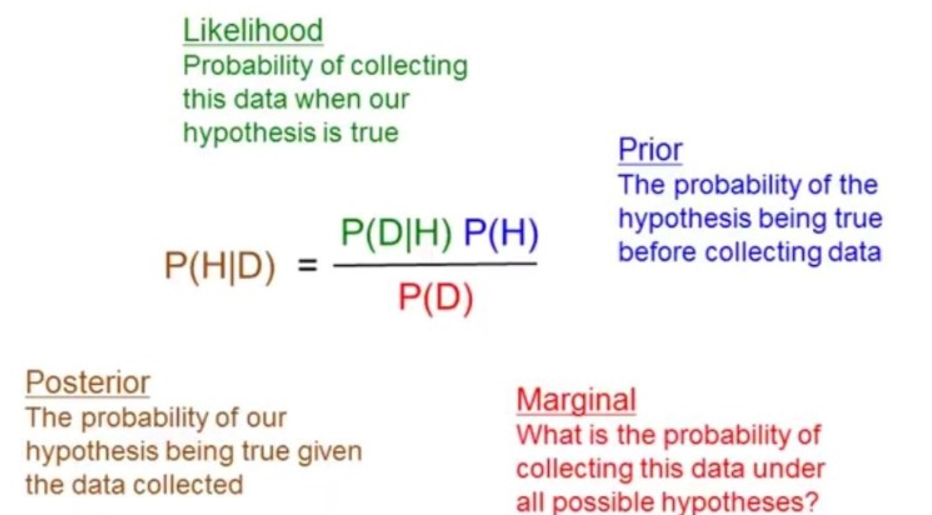 Likelihood
Probability of collecting
this data when our
hypothesis is true
Prior
The probability of the
hypothesis being true
before collecting data
P(H|D) = P(D|H) P(H)
P(D)
Posterior
The probability of our
hypothesis being true given
the data collected
Marginal
What is the probability of
collecting this data under
all possible hypotheses?